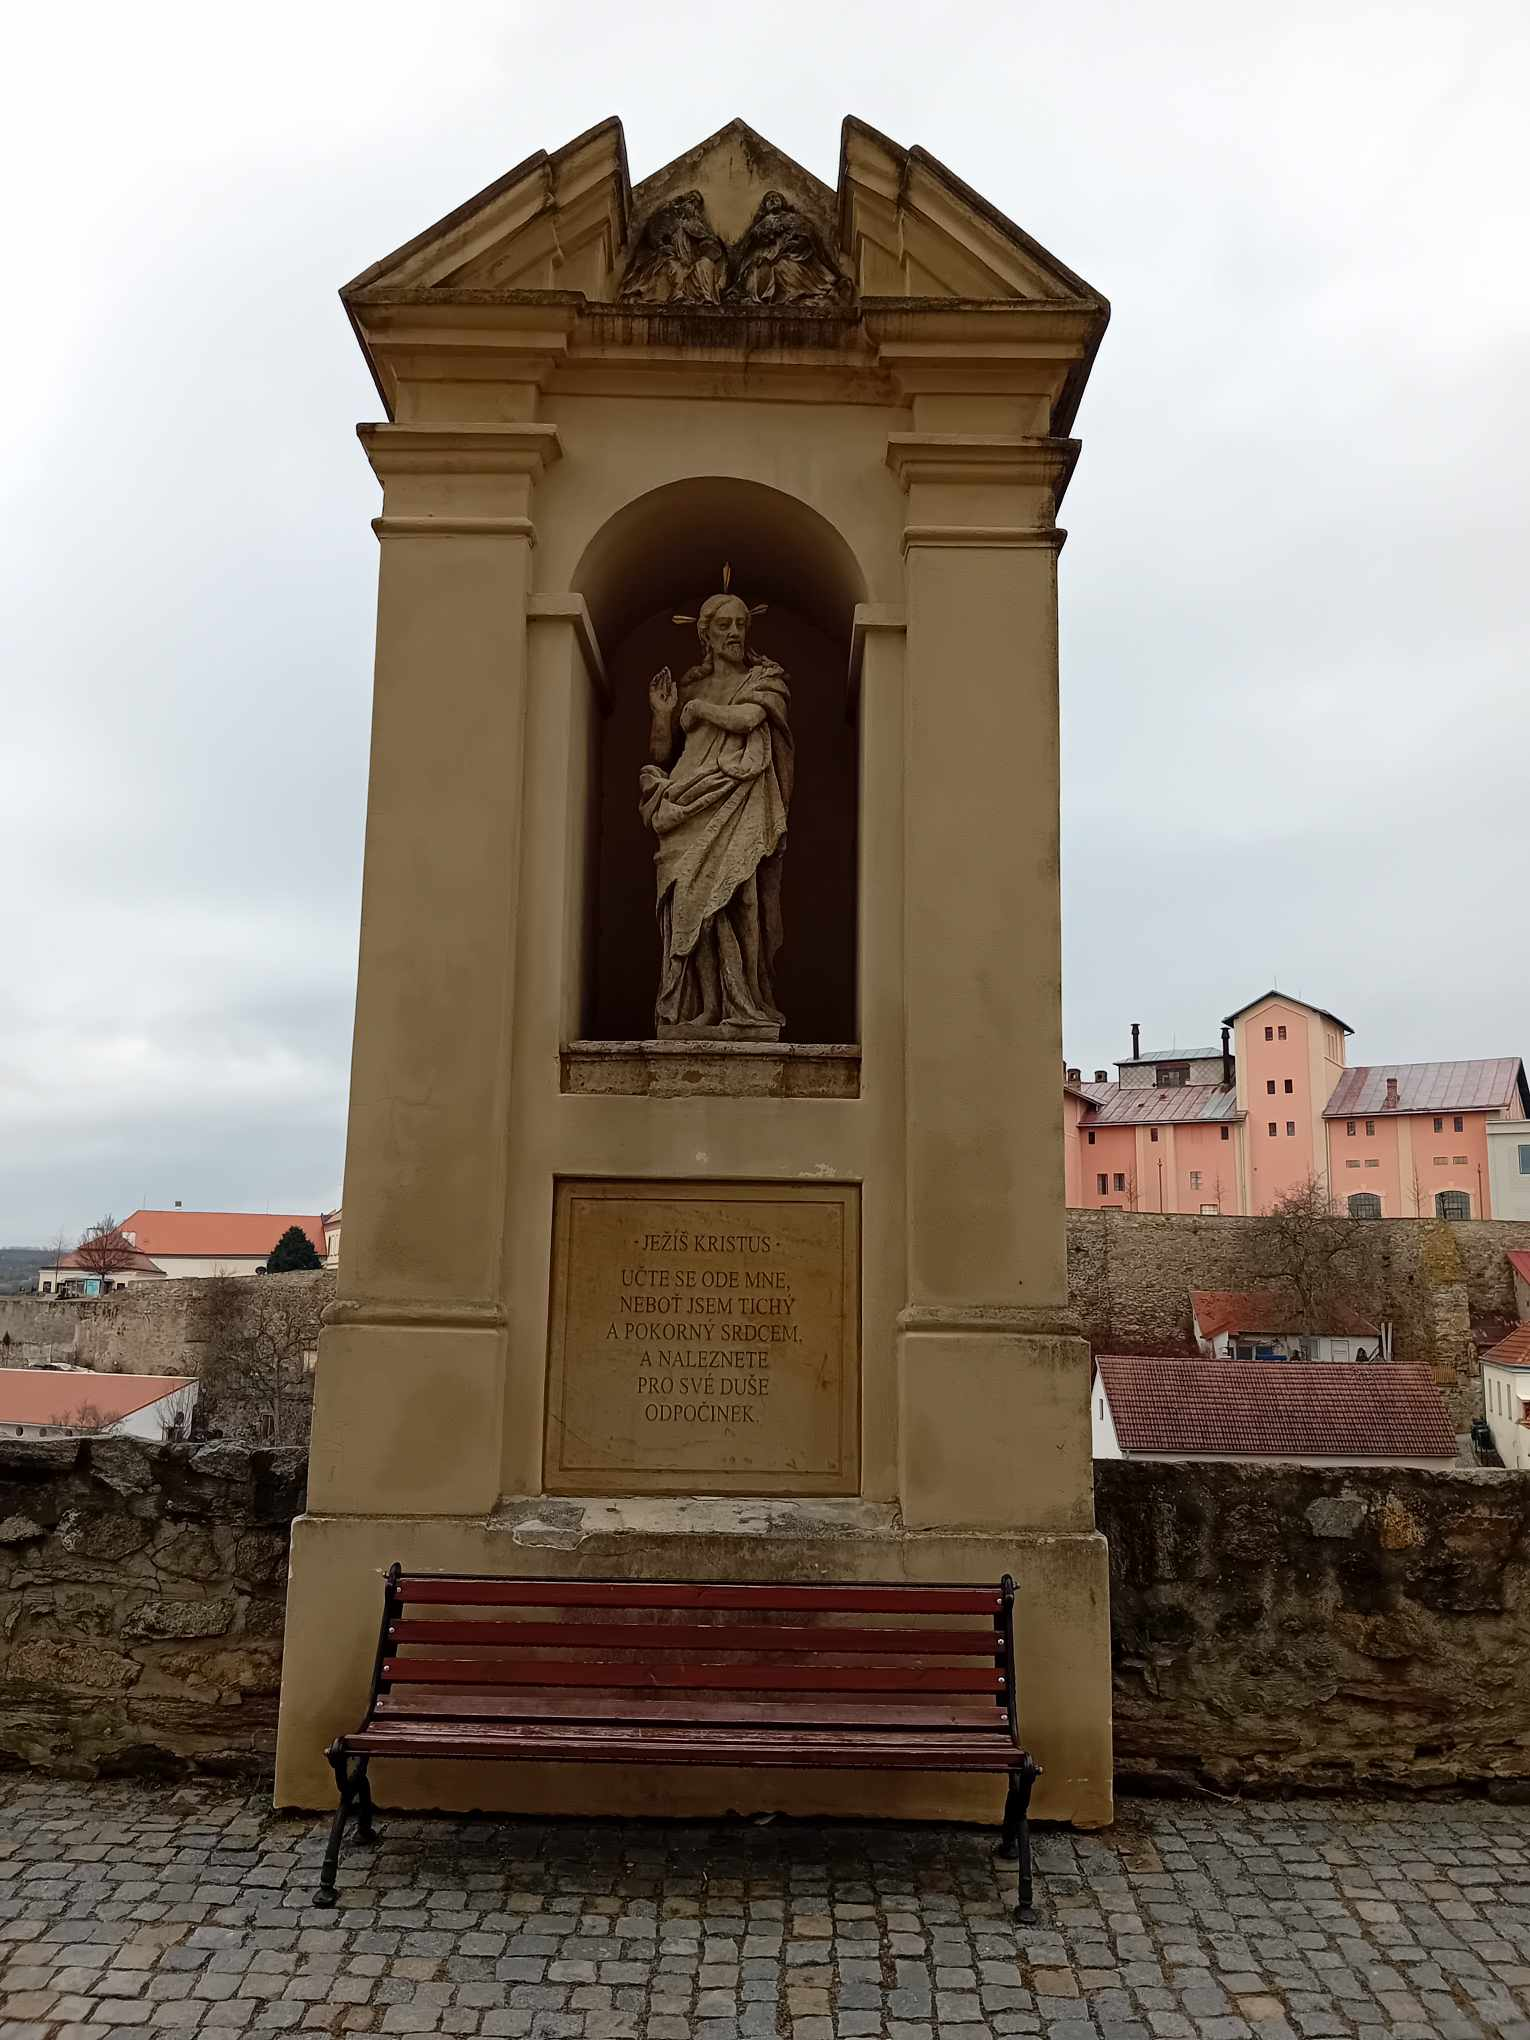 · JEŽÍŠ KRISTUS ·
UČTE SE ODE MNE,
NEBOŤ JSEM TICHÝ
A POKORNÝ SRDCEM,
A NALEZNETE
PRO SVÉ DUŠE
ODPOČINEK.